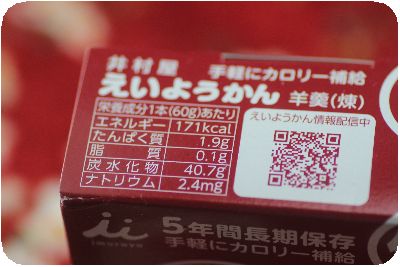 井村屋 手軽にカロリー補給
えいようかん 羊羹(煉)
栄養成分1本(60g)あたり
エネルギー 171kcal
たんぱく質 1.9g
脂質 0.1g
炭水化物 40.7g
ナトリウム 2.4mg
えいようかん情報配信中
imuraya
5年間長期保存
手軽にカロリー補給